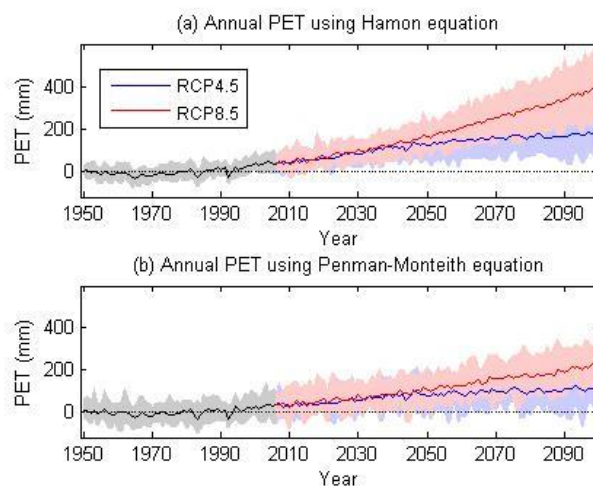 (a) Annual PET using Hamon equation
PET (mm)
400
200
0
RCP4.5
RCP8.5
1950 1970 1990 2010 2030 2050 2070 2090
Year
(b) Annual PET using Penman-Monteith equation
PET (mm)
400
200
0
1950 1970 1990 2010 2030 2050 2070 2090
Year